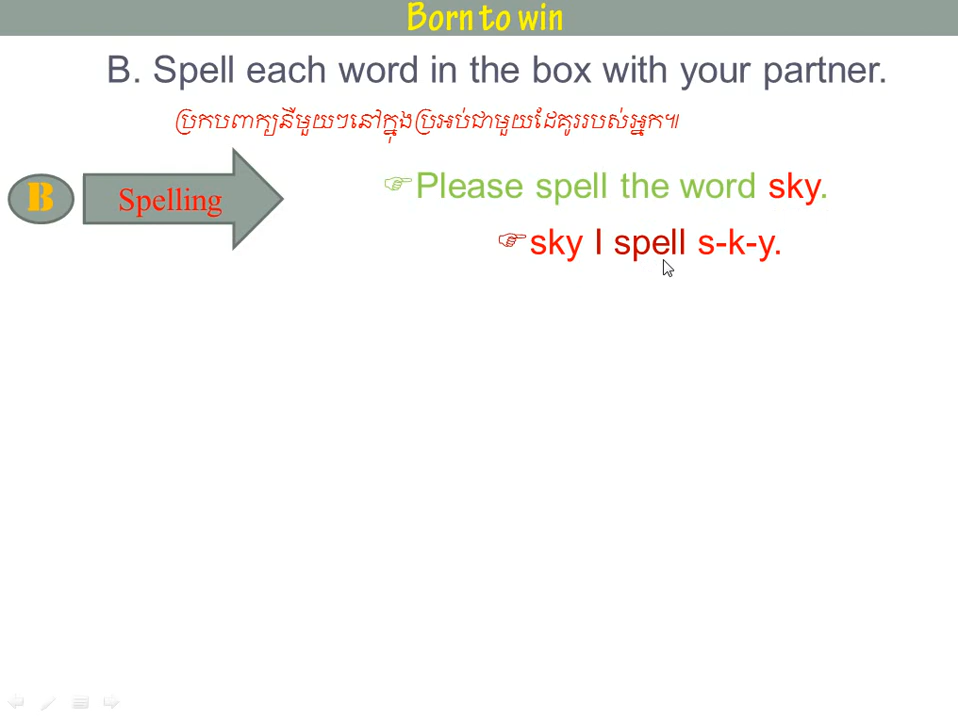 Born to win
B. Spell each word in the box with your partner.
ប្រកបពាក្យនីមួយៗនៅក្នុងប្រអប់ជាមួយដៃគូររបស់អ្នក៕
B
Spelling
☞Please spell the word sky.
☞sky I spell s-k-y.